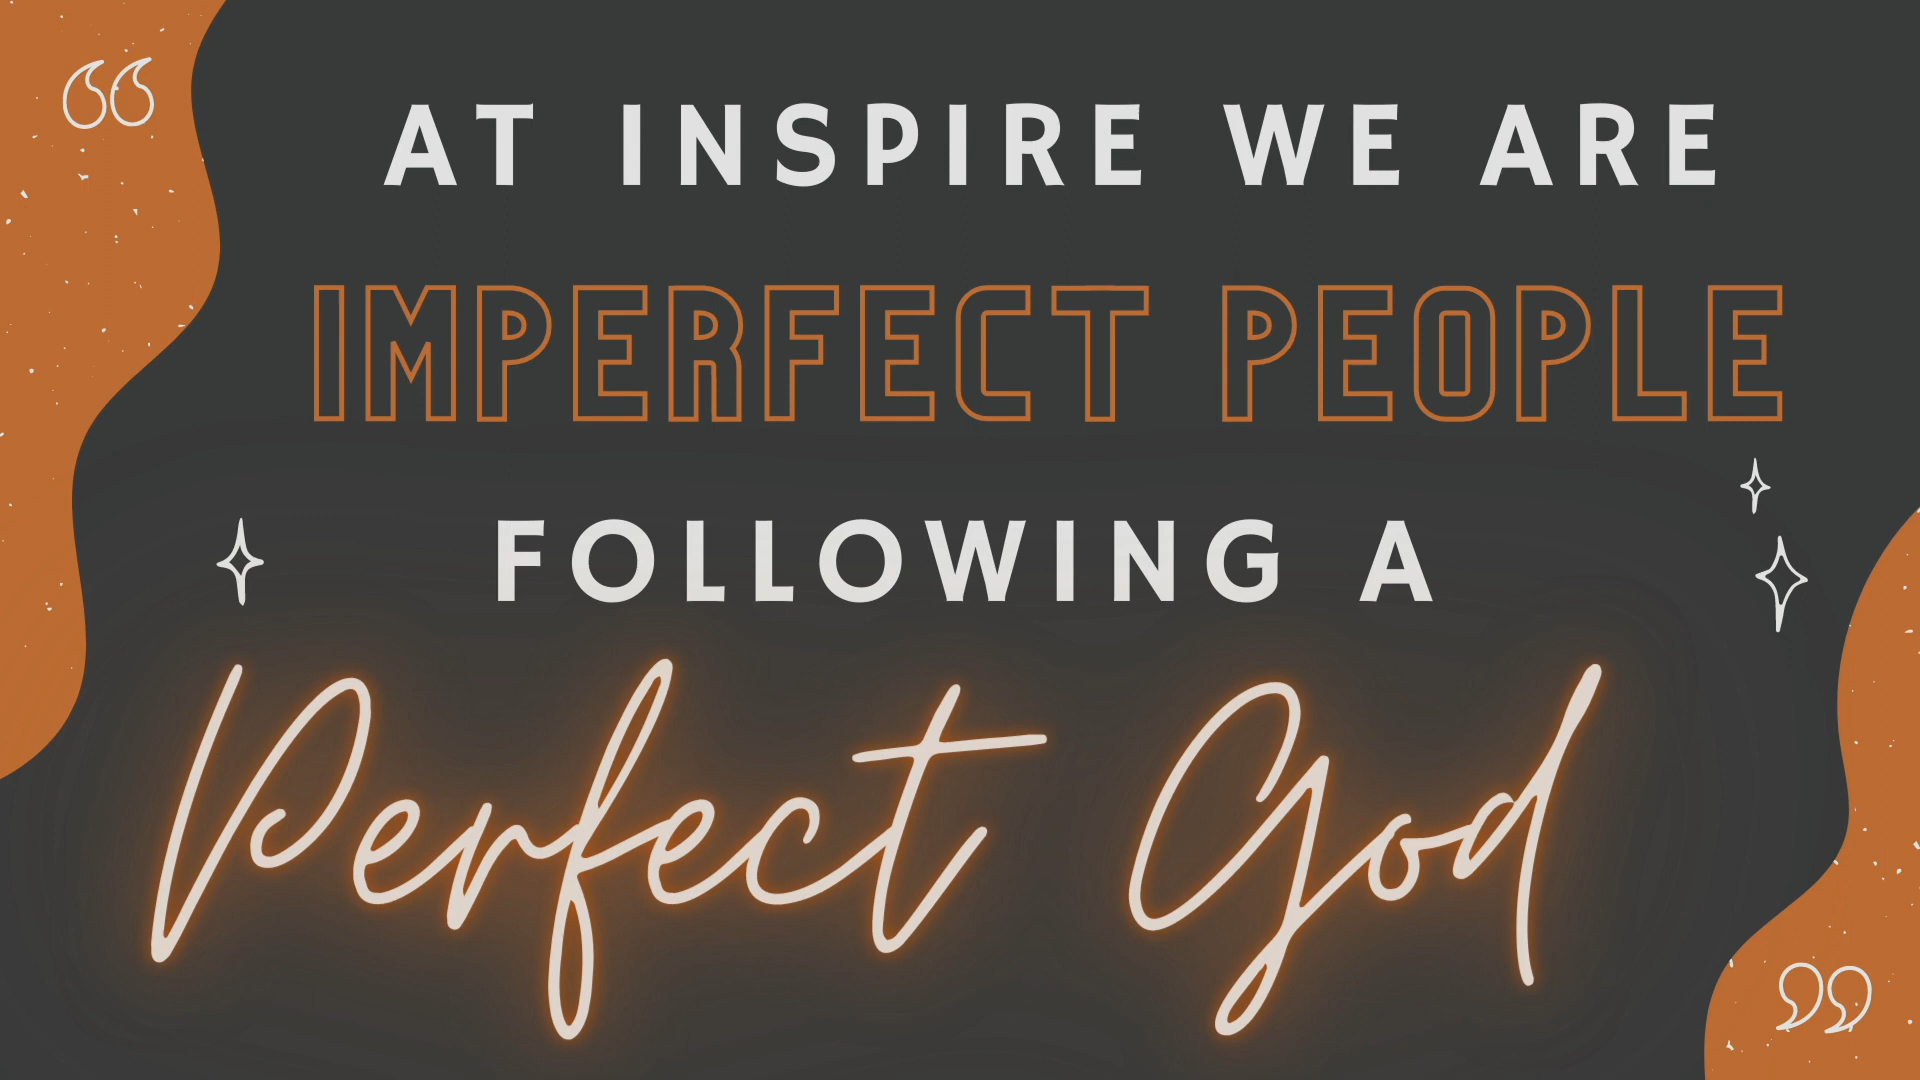 “
AT INSPIRE WE ARE
IMPERFECT PEOPLE
FOLLOWING A
Perfect God
”